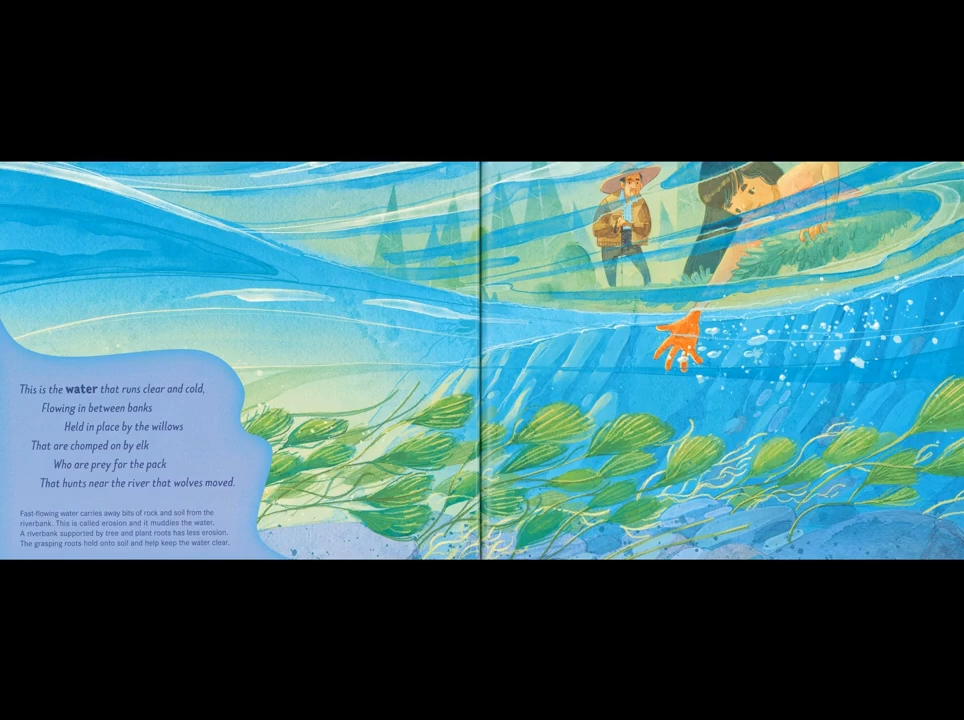 This is the water that runs clear and cold,
Flowing in between banks
Held in place by the willows
That are chomped on by elk
Who are prey for the pack
That hunts near the river that wolves moved.
Fast-flowing water carries away bits of rock and soil from the
riverbank. This is called erosion and it muddies the water.
A riverbank supported by tree and plant roots has less erosion.
The grasping roots hold onto soil and help keep the water clear.